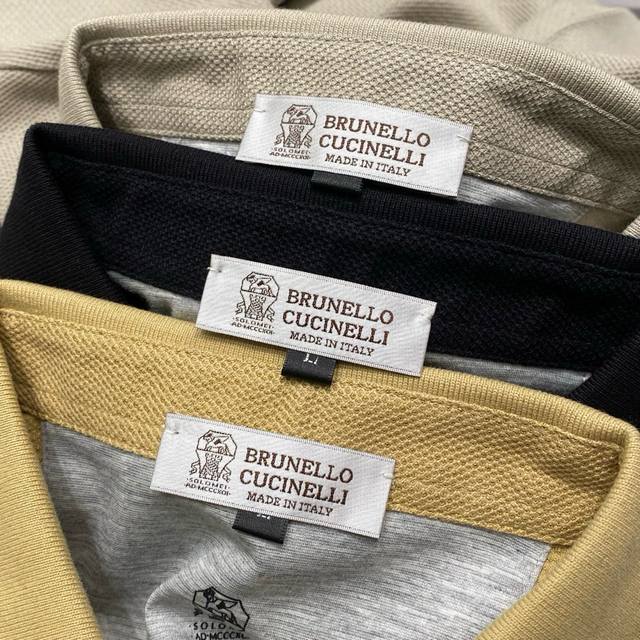 BRUNELLO
CUCINELLI
MADE IN ITALY
·SOLOMEI·
·AD·MCCCXCI·
BRUNELLO
CUCINELLI
MADE IN ITALY
·SOLOMEI·
·AD·MCCCXCI·
BRUNELLO
CUCINELLI
MADE IN ITALY
·SOLOMEI·
·AD·MCCCXCI·